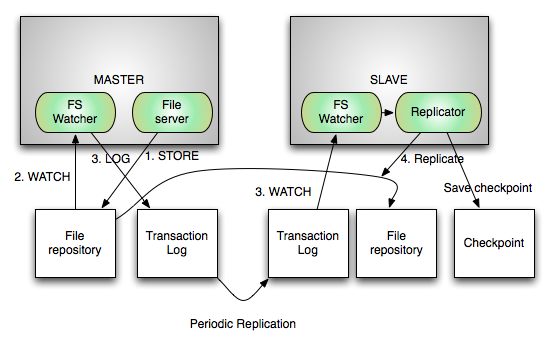 MASTER
SLAVE
FS
Watcher
File
server
FS
Watcher
Replicator
3. LOG
1. STORE
4. Replicate
2. WATCH
3. WATCH
Save checkpoint
File
repository
Transaction
Log
Transaction
Log
File
repository
Checkpoint
Periodic Replication